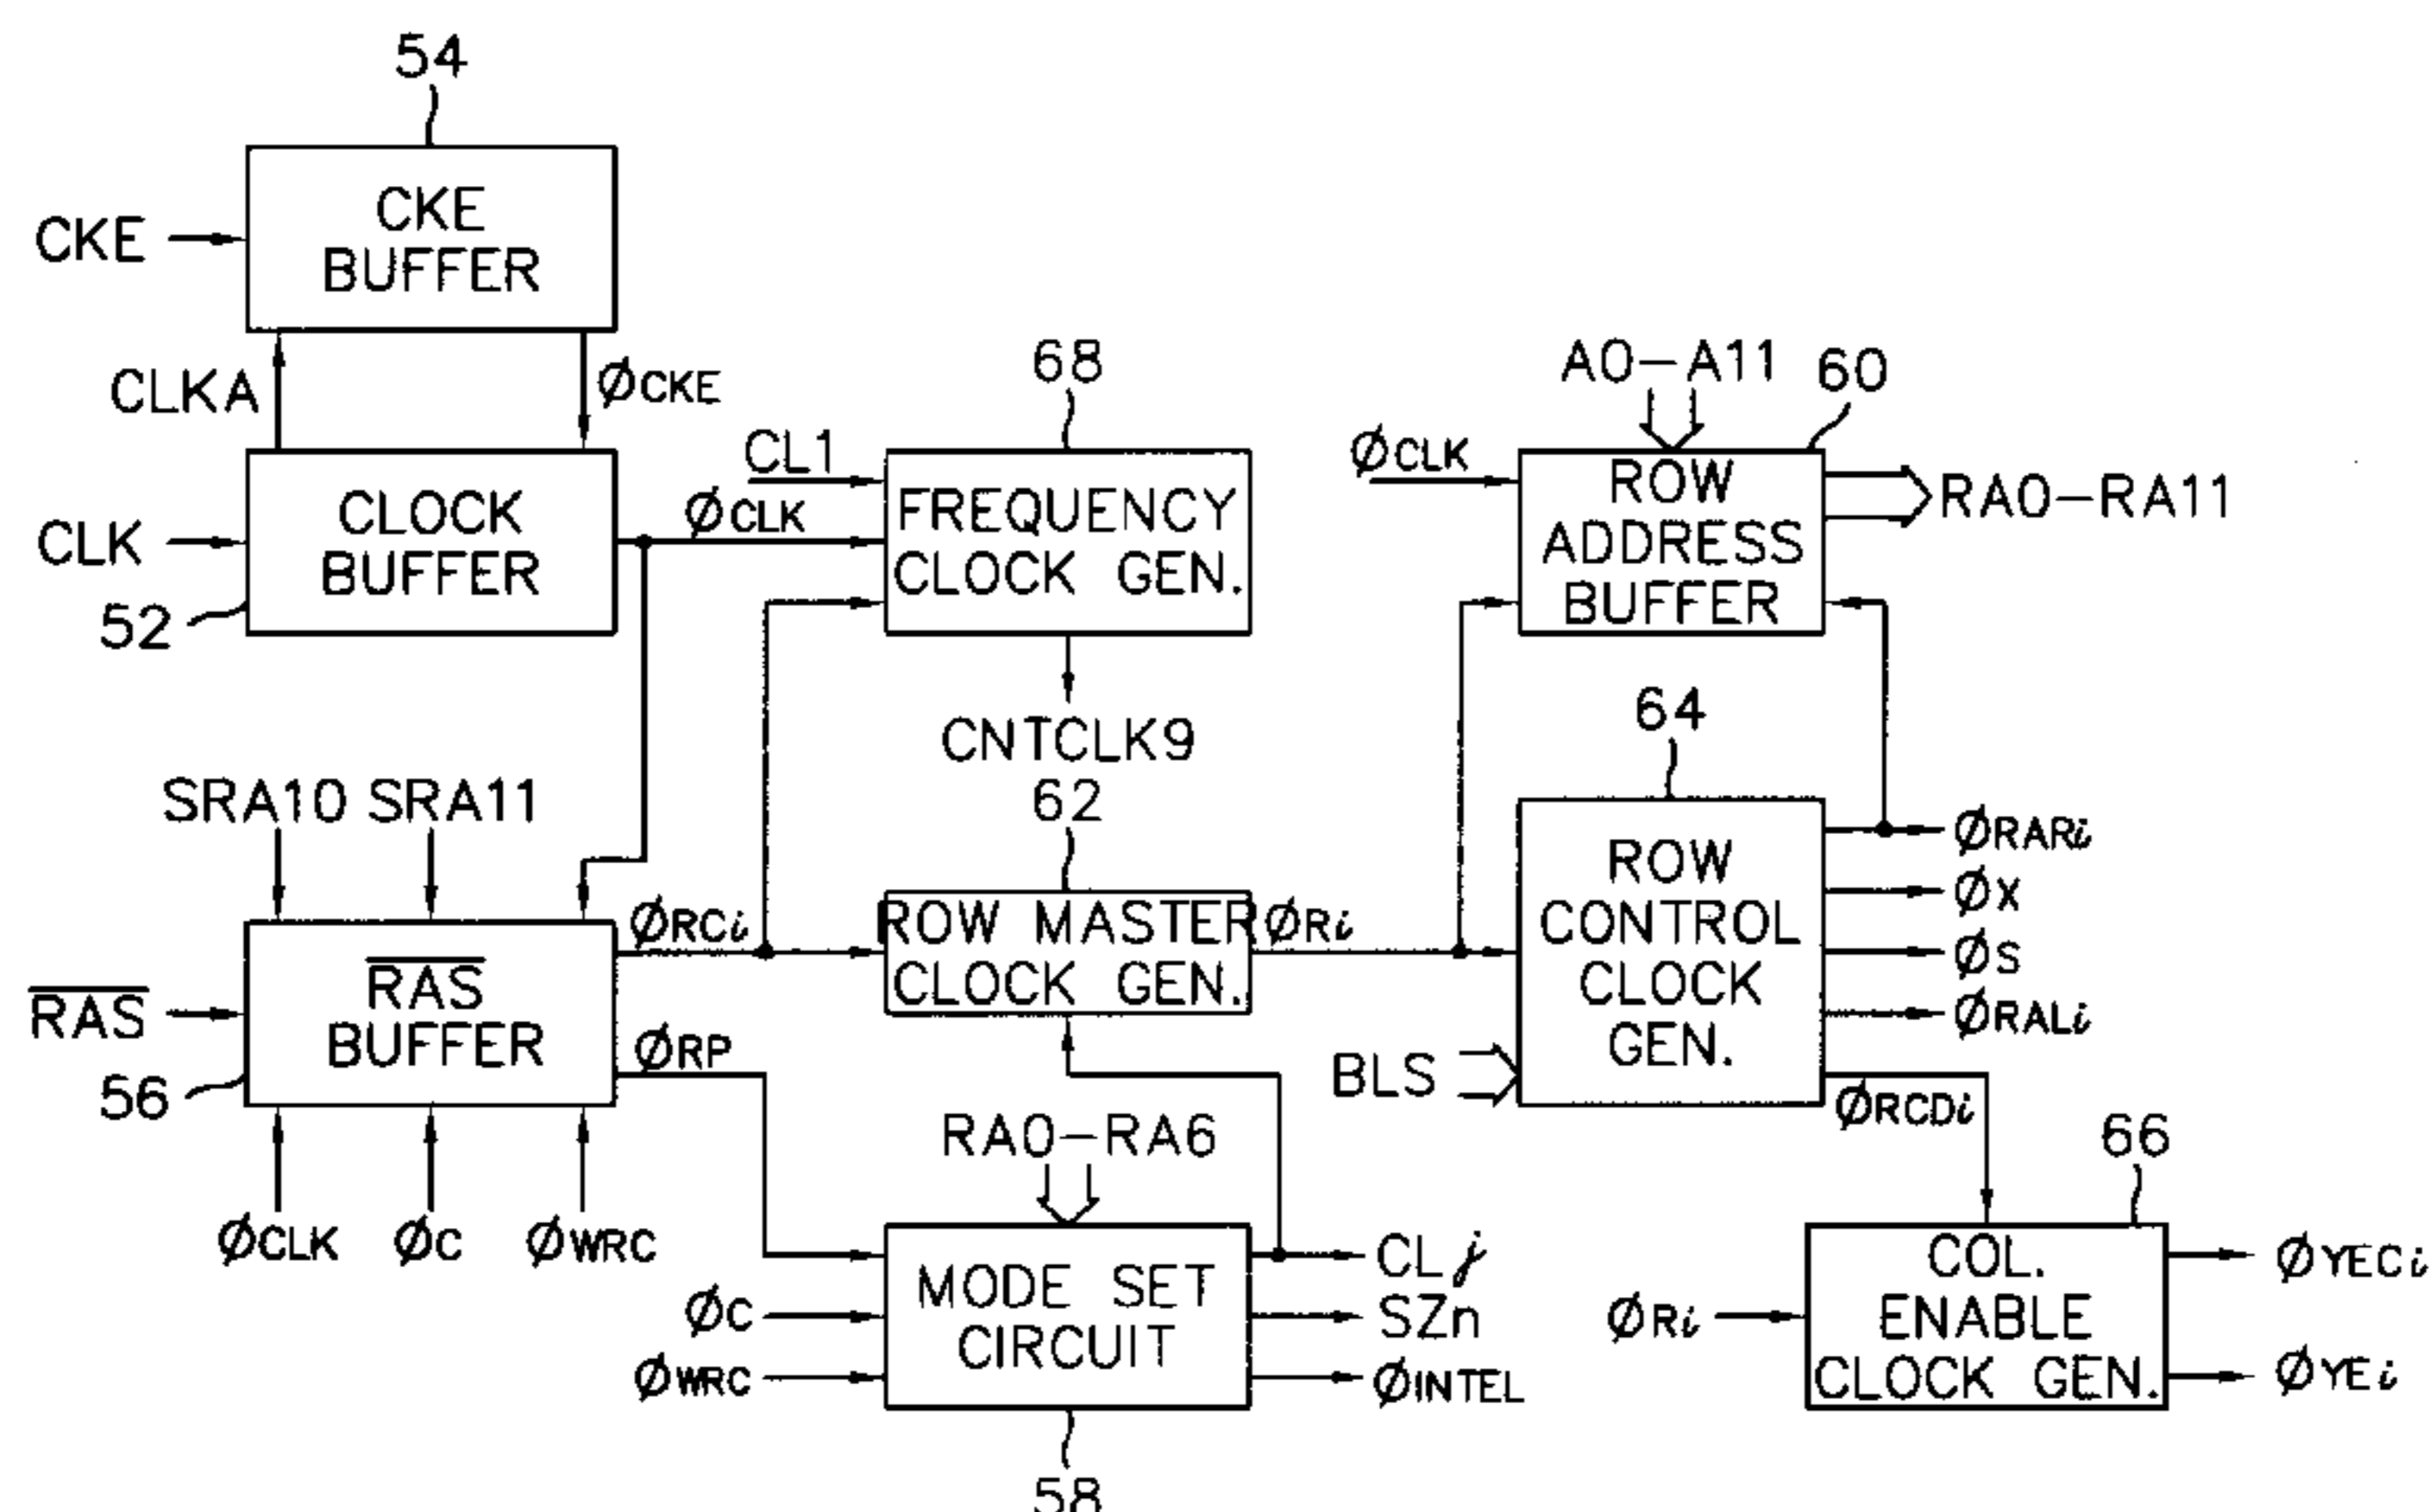 54
CKE
BUFFER
CKE
CLKA
øCKE
CLOCK
BUFFER
CLK
52
68
CL1
øCLK
FREQUENCY
CLOCK GEN.
CNTCLK9
A0-A11
60
øCLK
ROW
ADDRESS
BUFFER
RA0-RA11
SRA10 SRA11
RAS
BUFFER
RAS
56
øCLK
øC
øWRC
øRCi
øRP
62
ROW MASTER
CLOCK GEN.
øRi
64
ROW
CONTROL
CLOCK
GEN.
BLS
øRARi
øX
øS
øRALi
øRCDi
RA0-RA6
MODE SET
CIRCUIT
øC
øWRC
CLj
SZn
øINTEL
58
66
COL.
ENABLE
CLOCK GEN.
øRi
øYECi
øYEi